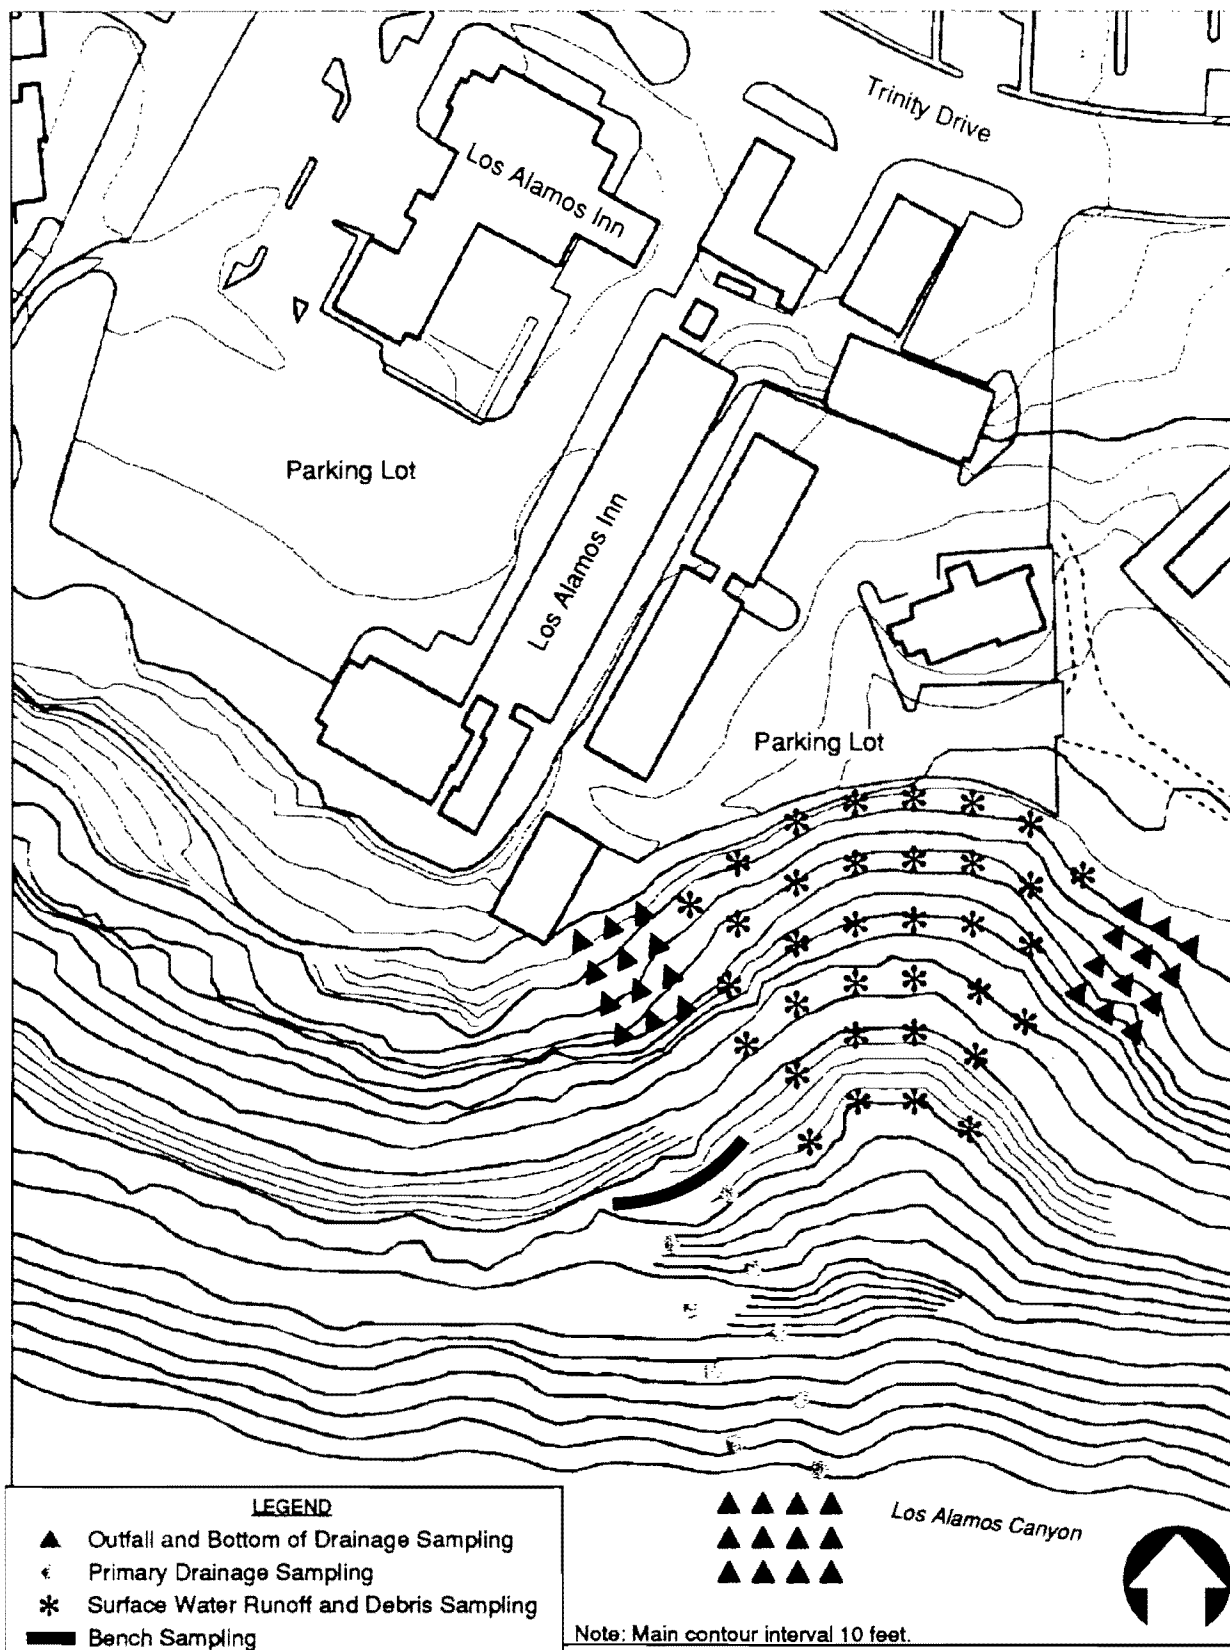 Trinity Drive
Los Alamos Inn
Parking Lot
Los Alamos Inn
Parking Lot
Los Alamos Canyon
LEGEND
Outfall and Bottom of Drainage Sampling
Primary Drainage Sampling
Surface Water Runoff and Debris Sampling
Bench Sampling
Note: Main contour interval 10 feet.